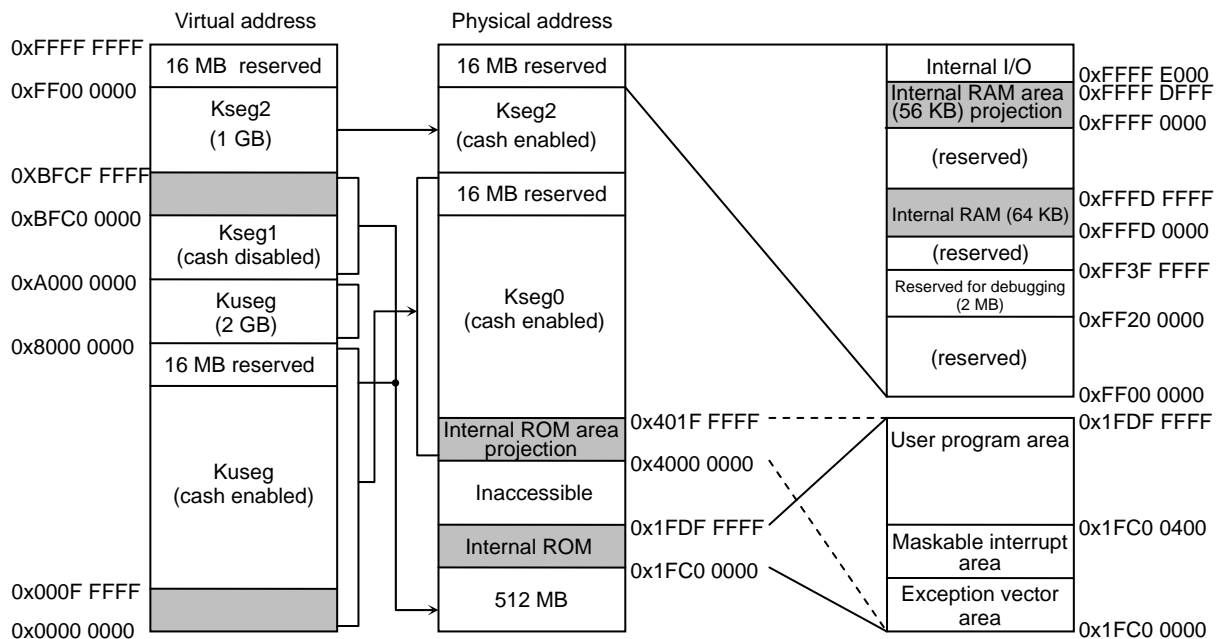 Virtual address
0xFFFF FFFF
16 MB reserved
0xFF00 0000
Kseg2
(1 GB)
0XBFCF FFFF
0xBFC0 0000
Kseg1
(cash disabled)
0xA000 0000
Kuseg
(2 GB)
0x8000 0000
16 MB reserved
Kuseg
(cash enabled)
0x000F FFFF
0x0000 0000
Physical address
16 MB reserved
Kseg2
(cash enabled)
16 MB reserved
Kseg0
(cash enabled)
0x401F FFFF
Internal ROM area
projection
0x4000 0000
Inaccessible
0x1FDF FFFF
Internal ROM
0x1FC0 0000
512 MB
Internal I/O
0xFFFF E000
Internal RAM area
(56 KB) projection
0xFFFF DFFF
0xFFFF 0000
(reserved)
0xFFFD FFFF
Internal RAM (64 KB)
0xFFFD 0000
(reserved)
0xFF3F FFFF
Reserved for debugging
(2 MB)
0xFF20 0000
(reserved)
0xFF00 0000
0x1FDF FFFF
User program area
0x1FC0 0400
Maskable interrupt
area
Exception vector
area
0x1FC0 0000